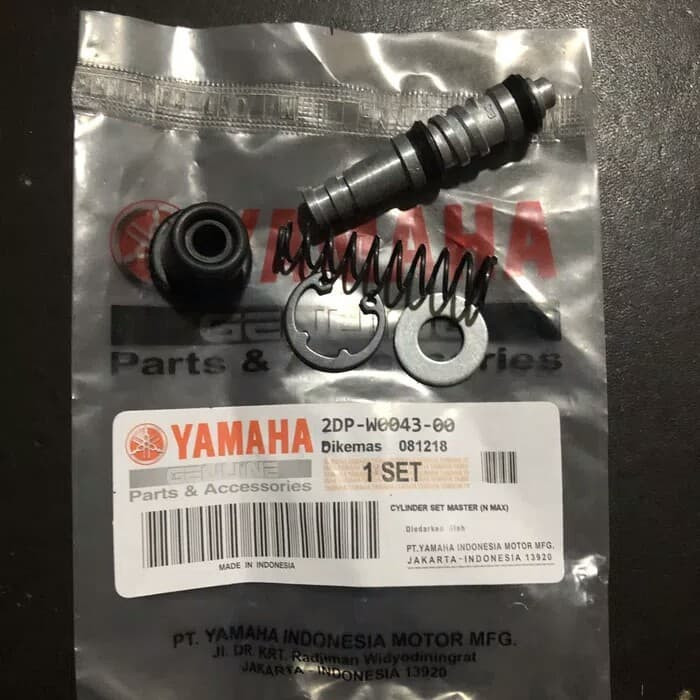 YAMAHA
GENUINE
Parts & Accessories
YAMAHA
GENUINE
Parts & Accessories
2DP-W0043-00
Dikemas 081218
1 SET
CYLINDER SET MASTER (N MAX)
Diedarkan oleh
PT.YAMAHA INDONESIA MOTOR MFG.
JAKARTA-INDONESIA 13920
MADE IN INDONESIA
PT. YAMAHA INDONESIA MOTOR MFG.
Jl. DR. KRT. Radjiman Widyodiningrat
JAKARTA - INDONESIA 13920